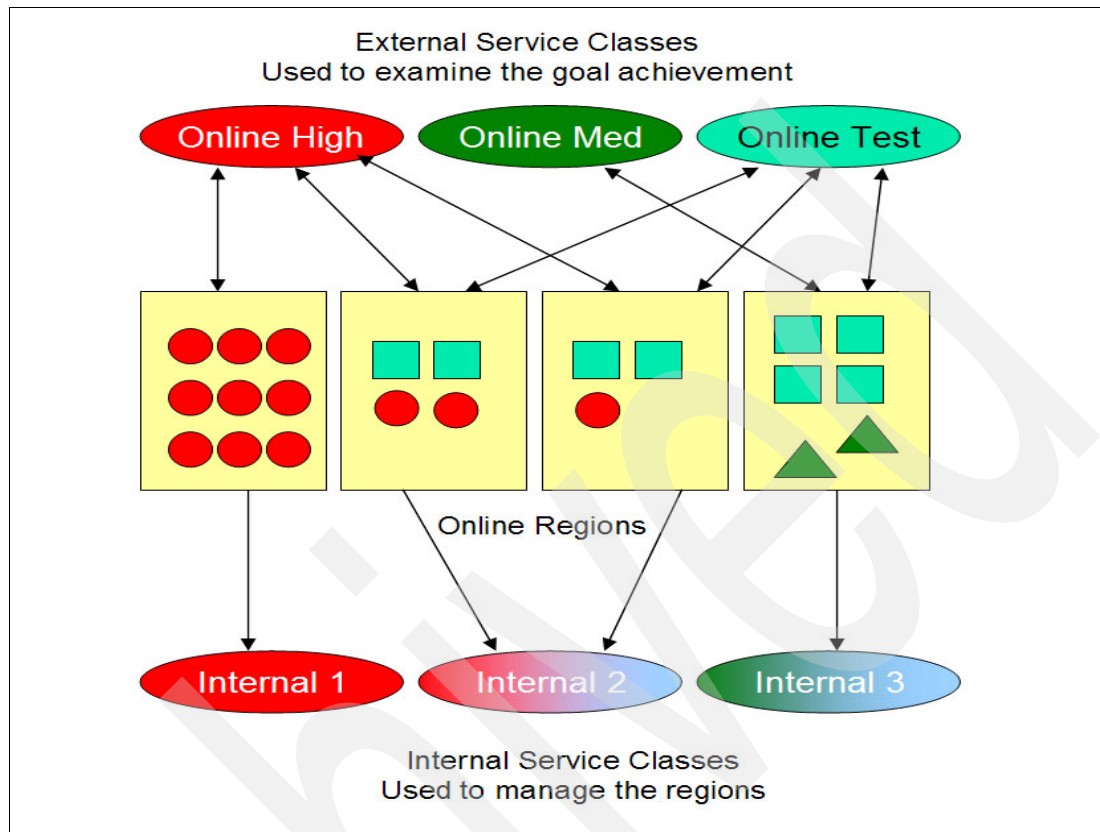 External Service Classes
Used to examine the goal achievement
Online High
Online Med
Online Test
Online Regions
Internal 1
Internal 2
Internal 3
Internal Service Classes
Used to manage the regions